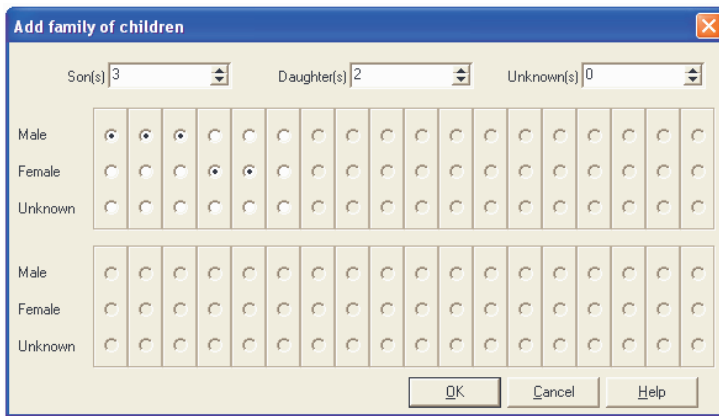 Add family of children
Son(s) 3 Daughter(s) 2 Unknown(s) 0
Male
Female
Unknown
Male
Female
Unknown
OK Cancel Help